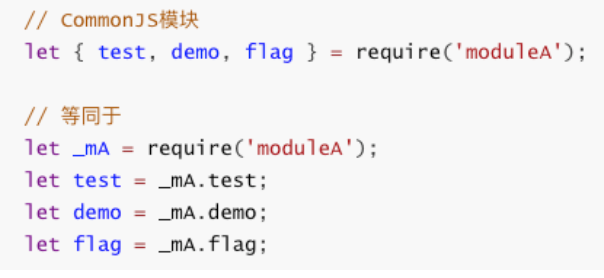 // CommonJS模块
let { test, demo, flag } = require('moduleA');
// 等同于
let _mA = require('moduleA');
let test = _mA.test;
let demo = _mA.demo;
let flag = _mA.flag;